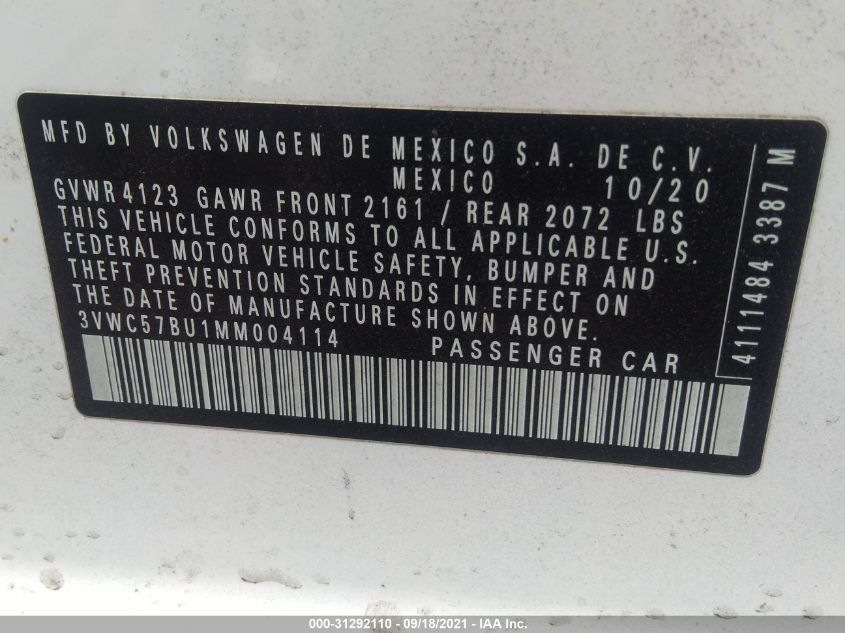 MFD BY VOLKSWAGEN DE MEXICO S.A. DE C.V.
MEXICO 10/20
GVWR 4123 GAWR FRONT 2161 / REAR 2072 LBS
THIS VEHICLE CONFORMS TO ALL APPLICABLE U.S.
FEDERAL MOTOR VEHICLE SAFETY, BUMPER AND
THEFT PREVENTION STANDARDS IN EFFECT ON
THE DATE OF MANUFACTURE SHOWN ABOVE.
3VWC57BU1MM004114 PASSENGER CAR
4111484 3387 M
000-31292110 - 09/18/2021 - IAA Inc.